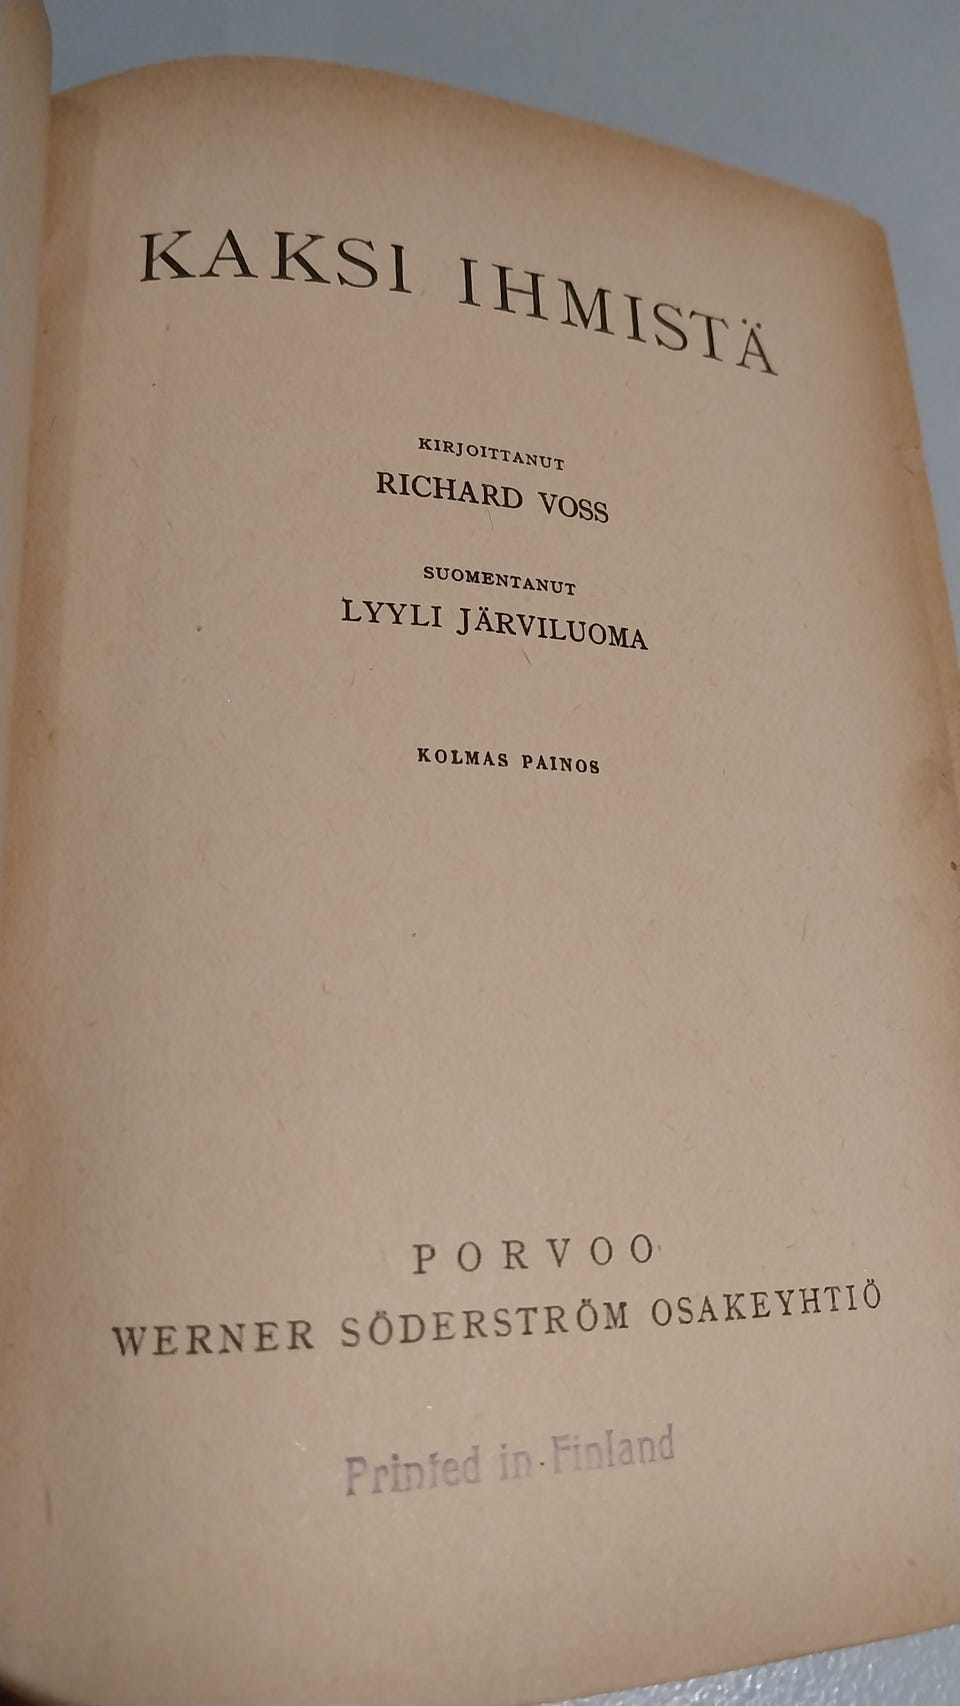 KAKSI IHMISTÄ
KIRJOITTANUT
RICHARD VOSS
SUOMENTANUT
LYYLI JÄRVILUOMA
KOLMAS PAINOS
PORVOO
WERNER SÖDERSTRÖM OSAKEYHTIÖ
Printed in Finland